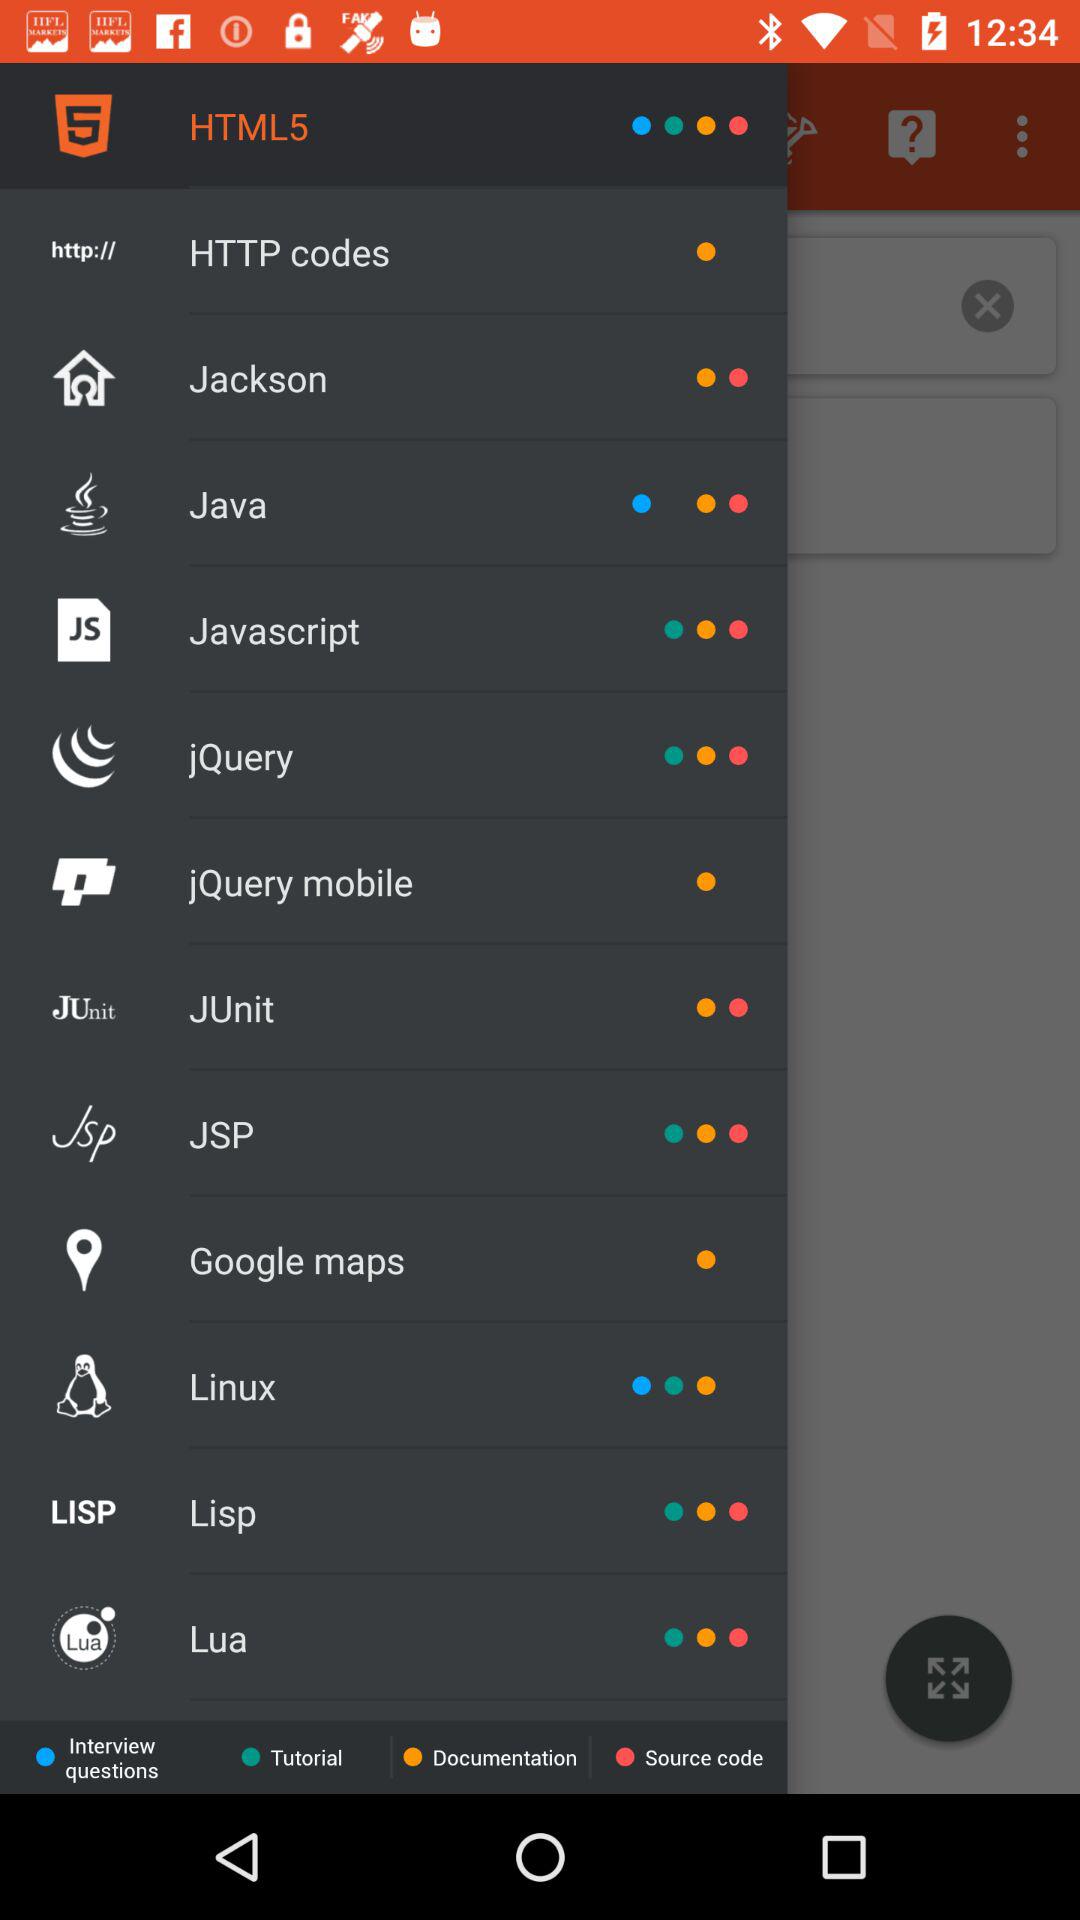 IIFL MARKETS IIFL MARKETS FAKE 12:34
HTML5
http:// HTTP codes
Jackson
Java
JS Javascript
jQuery
jQuery mobile
JUnit JUnit
Jsp JSP
Google maps
Linux
LISP Lisp
Lua Lua
Interview questions Tutorial Documentation Source code